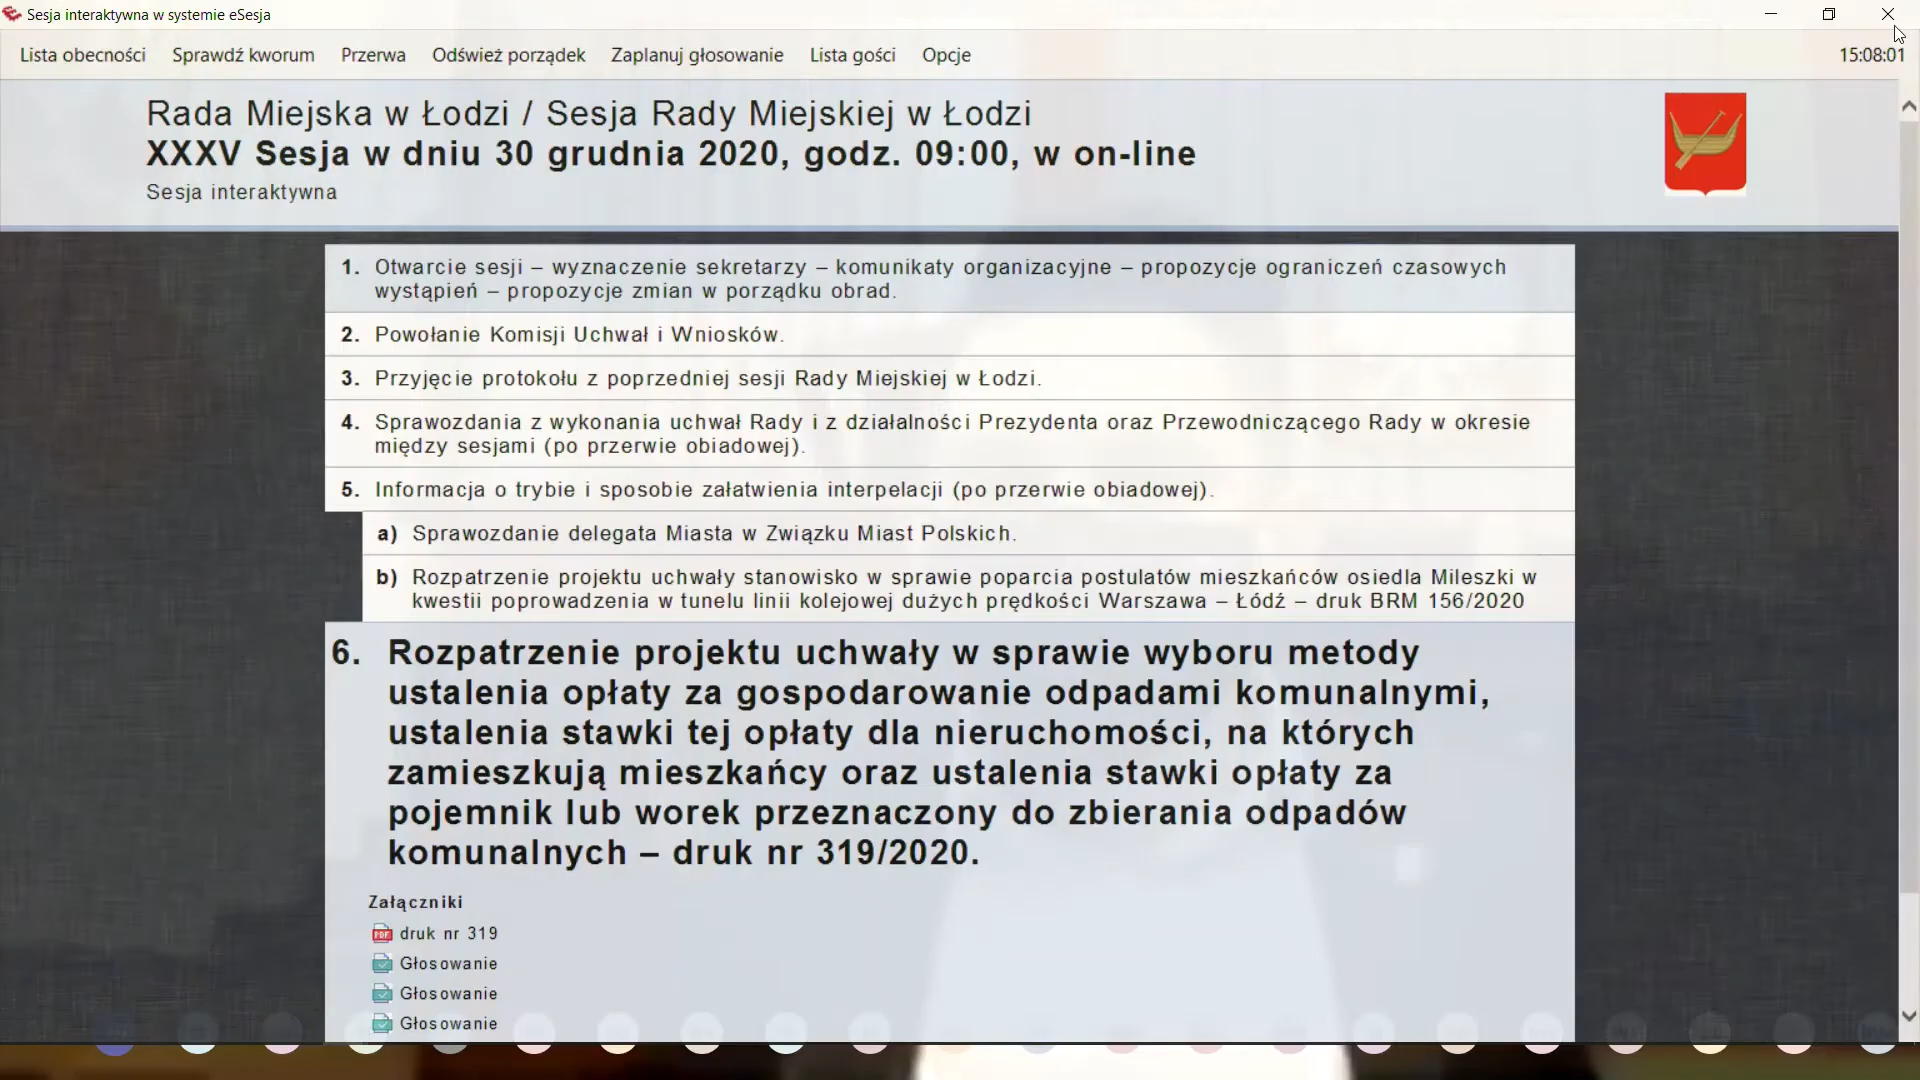 Sesja interaktywna w systemie eSesja
Lista obecności Sprawdź kworum Przerwa Odśwież porządek Zaplanuj głosowanie Lista gości Opcje 15:08:01
Rada Miejska w Łodzi / Sesja Rady Miejskiej w Łodzi
XXXV Sesja w dniu 30 grudnia 2020, godz. 09:00, w on-line
Sesja interaktywna
1. Otwarcie sesji – wyznaczenie sekretarzy – komunikaty organizacyjne – propozycje ograniczeń czasowych
wystąpień – propozycje zmian w porządku obrad.
2. Powołanie Komisji Uchwał i Wniosków.
3. Przyjęcie protokołu z poprzedniej sesji Rady Miejskiej w Łodzi.
4. Sprawozdania z wykonania uchwał Rady i z działalności Prezydenta oraz Przewodniczącego Rady w okresie
między sesjami (po przerwie obiadowej).
5. Informacja o trybie i sposobie załatwienia interpelacji (po przerwie obiadowej).
a) Sprawozdanie delegata Miasta w Związku Miast Polskich.
b) Rozpatrzenie projektu uchwały stanowisko w sprawie poparcia postulatów mieszkańców osiedla Mileszki w
kwestii poprowadzenia w tunelu linii kolejowej dużych prędkości Warszawa – Łódź – druk BRM 156/2020
6. Rozpatrzenie projektu uchwały w sprawie wyboru metody
ustalenia opłaty za gospodarowanie odpadami komunalnymi,
ustalenia stawki tej opłaty dla nieruchomości, na których
zamieszkują mieszkańcy oraz ustalenia stawki opłaty za
pojemnik lub worek przeznaczony do zbierania odpadów
komunalnych – druk nr 319/2020.
Załączniki
PDF druk nr 319
Głosowanie
Głosowanie
Głosowanie